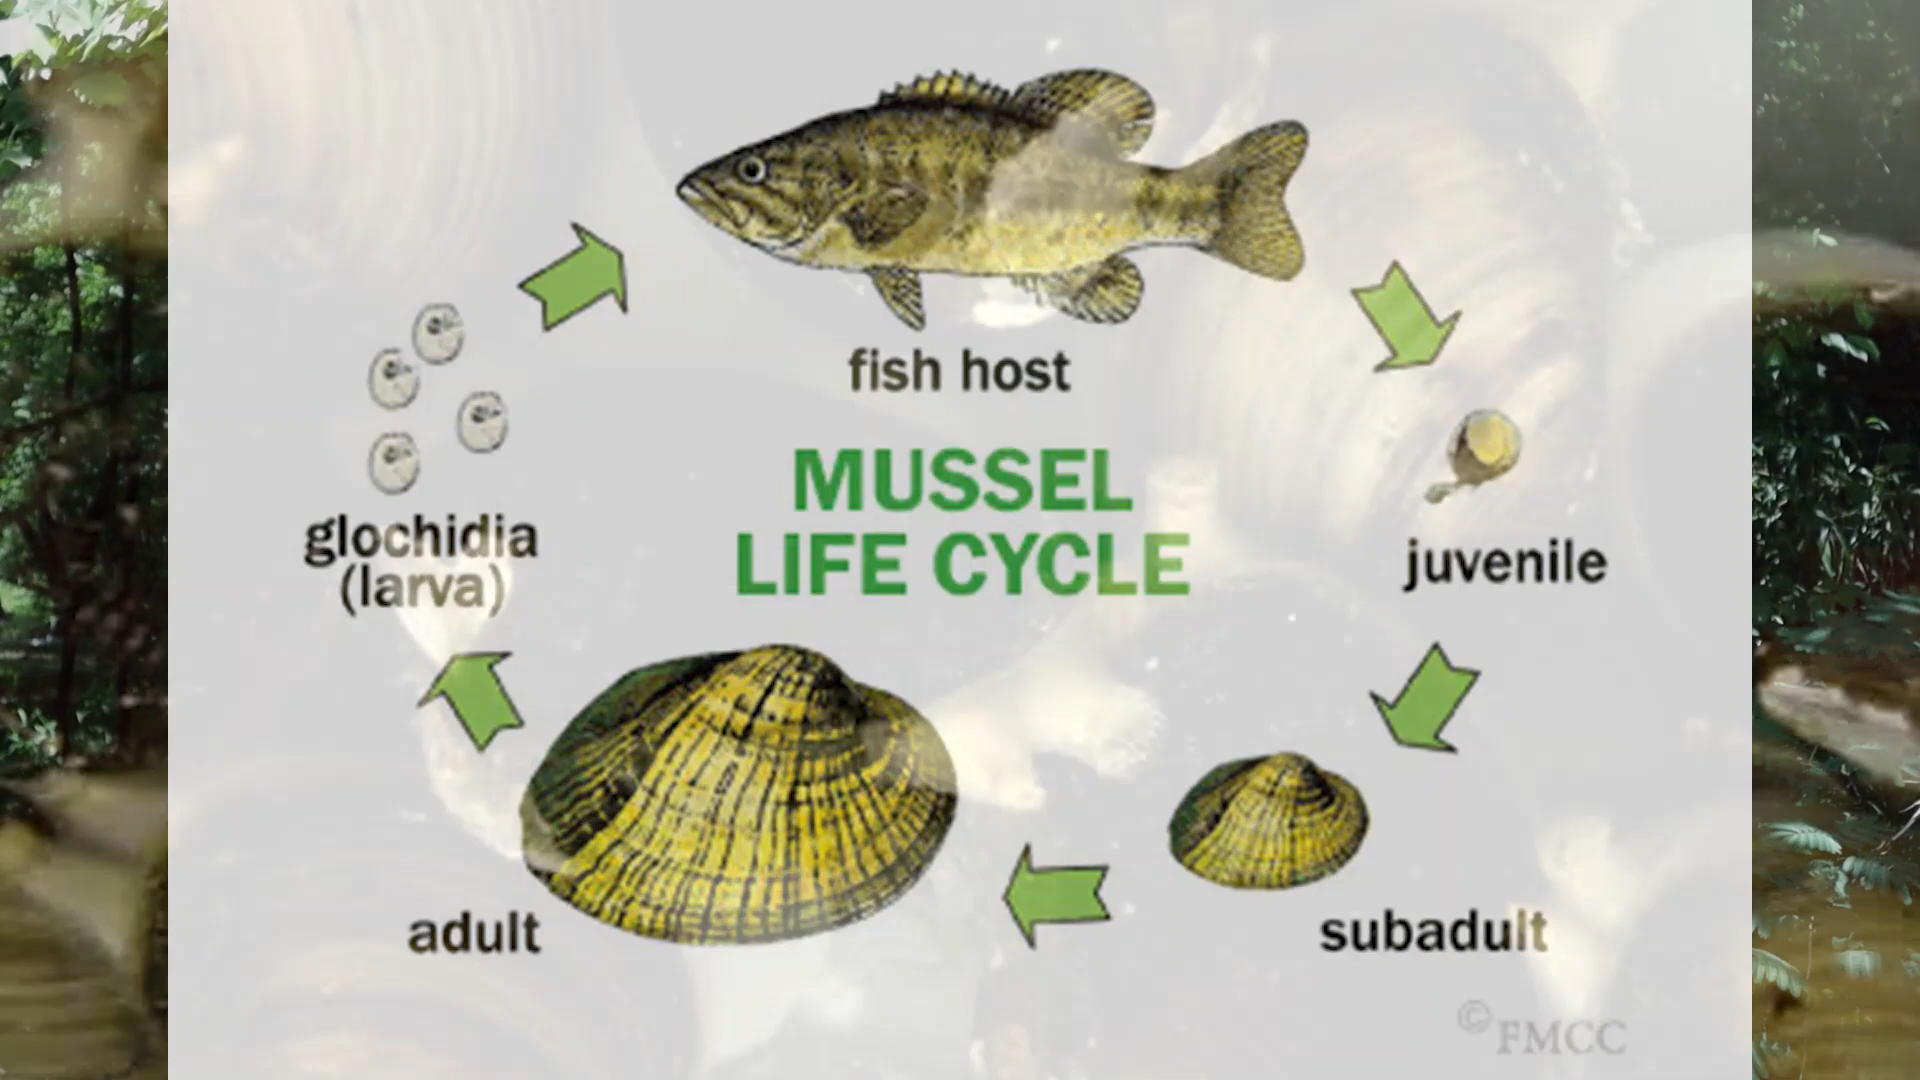 fish host
MUSSEL
LIFE CYCLE
glochidia
(larva)
juvenile
adult
subadult
©FMCC